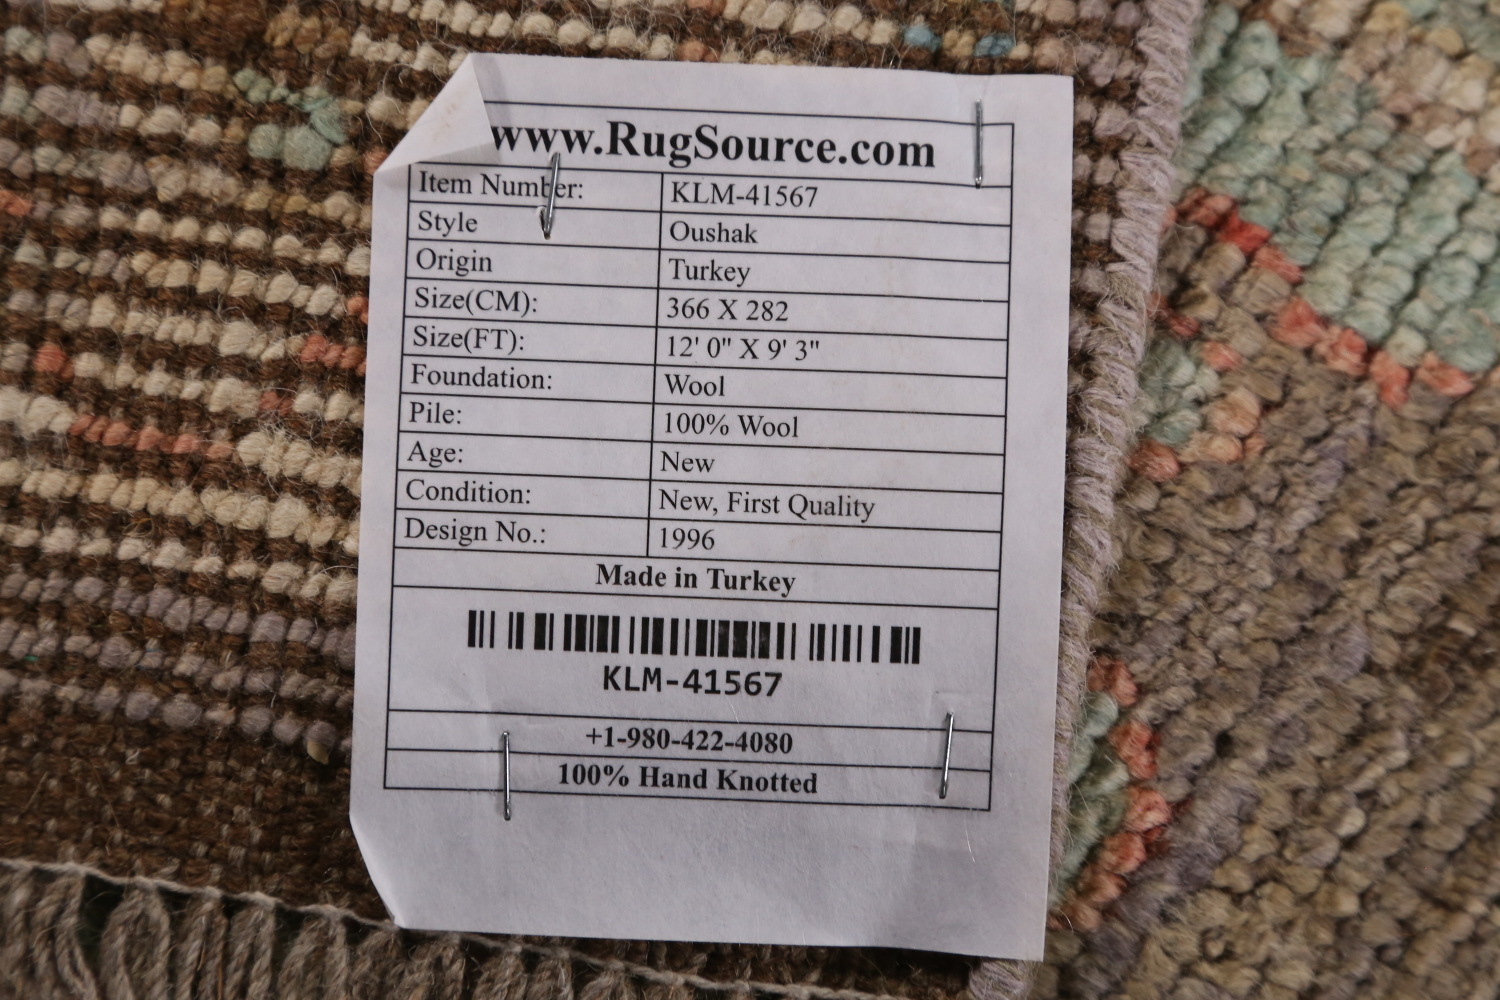 www.RugSource.com
Item Number: KLM-41567
Style Oushak
Origin Turkey
Size(CM): 366 X 282
Size(FT): 12' 0" X 9' 3"
Foundation: Wool
Pile: 100% Wool
Age: New
Condition: New, First Quality
Design No.: 1996
Made in Turkey
KLM-41567
+1-980-422-4080
100% Hand Knotted